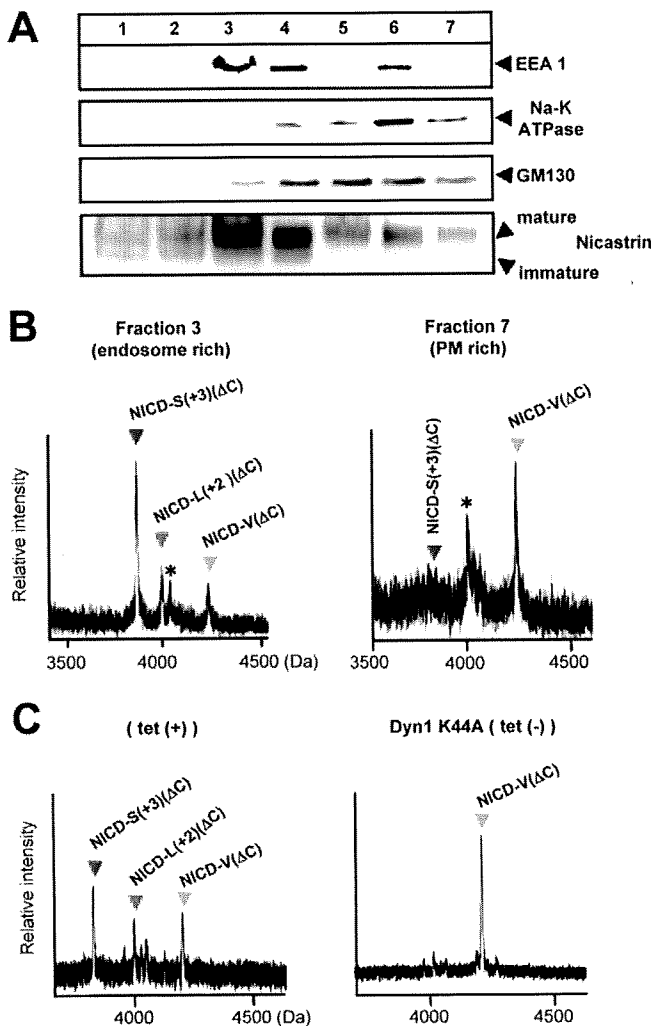 A
1 2 3 4 5 6 7
EEA 1
Na-K
ATPase
GM130
mature
Nicastrin
immature
B
Fraction 3
(endosome rich)
NICD-S(+3)(ΔC)
NICD-L(+2 )(ΔC)
*
NICD-V(ΔC)
Relative intensity
3500 4000 4500 (Da)
Fraction 7
(PM rich)
NICD-S(+3)(ΔC)
*
NICD-V(ΔC)
3500 4000 4500
C
( tet (+) )
NICD-S(+3)(ΔC)
NICD-L(+2)(ΔC)
NICD-V(ΔC)
Relative intensity
4000 4500 (Da)
Dyn1 K44A ( tet (-) )
NICD-V(ΔC)
4000 4500